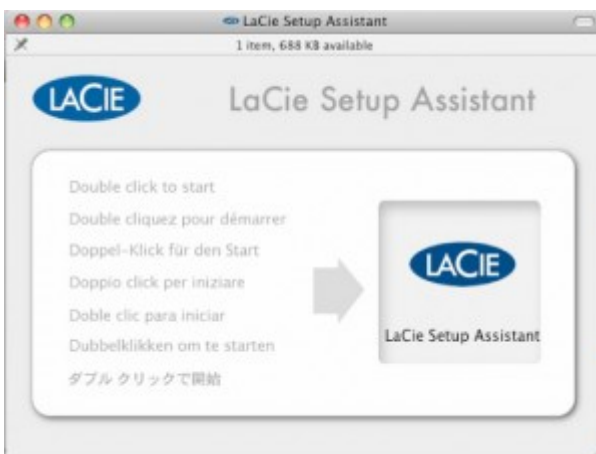 LaCie Setup Assistant
1 item, 688 KB available
LACIE LaCie Setup Assistant
Double click to start
Double cliquez pour démarrer
Doppel-Klick für den Start
Doppio click per iniziare
Doble clic para iniciar
Dubbelklikken om te starten
ダブル クリックで開始
LACIE
LaCie Setup Assistant